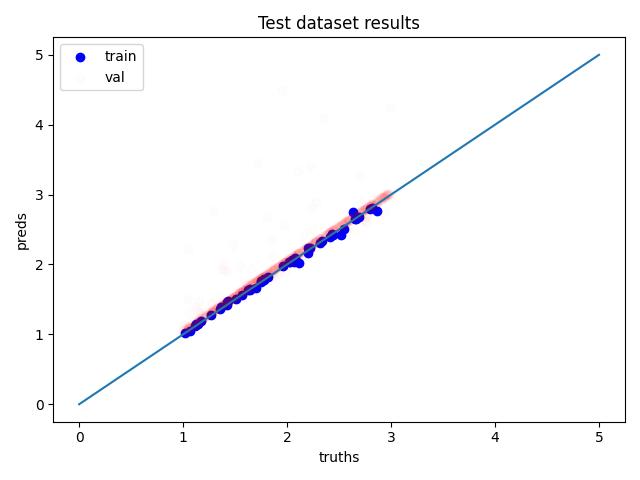 Test dataset results
train
val
5
4
3
2
1
0
preds
0 1 2 3 4 5
truths